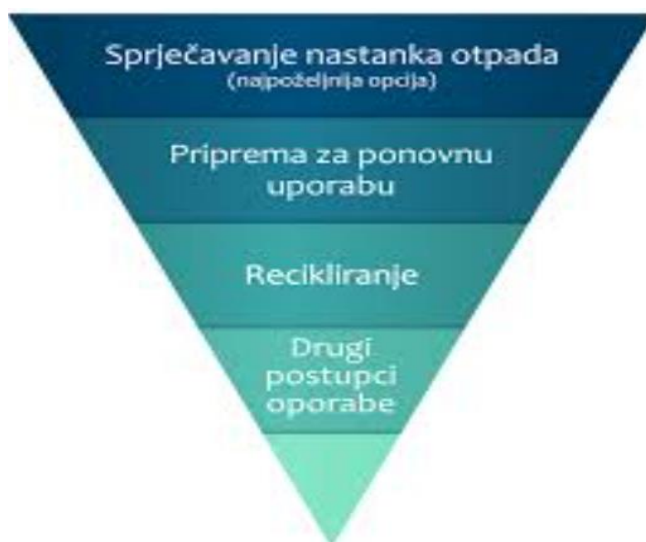 Sprječavanje nastanka otpada
(najpoželjnija opcija)
Priprema za ponovnu
uporabu
Recikliranje
Drugi
postupci
oporabe